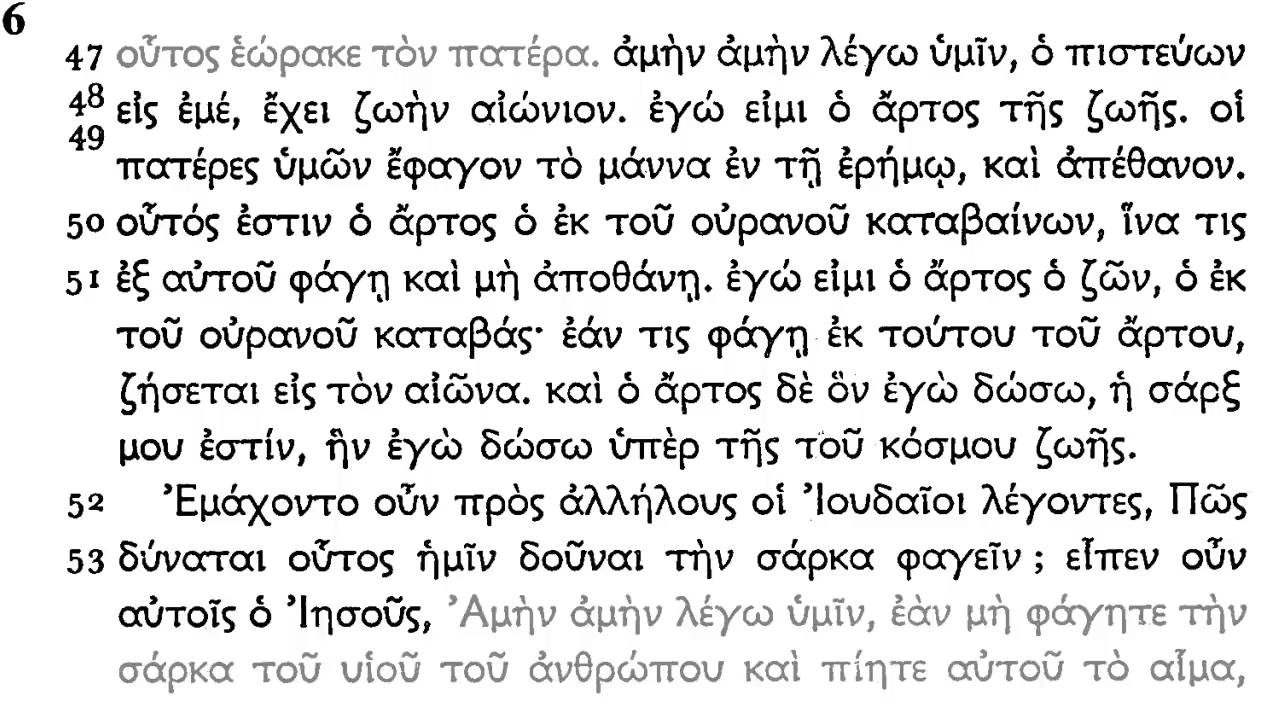 6
47 οὗτος ἑώρακε τὸν πατέρα. ἀμὴν ἀμὴν λέγω ὑμῖν, ὁ πιστεύων
48 εἰς ἐμέ, ἔχει ζωὴν αἰώνιον. ἐγώ εἰμι ὁ ἄρτος τῆς ζωῆς. οἱ
49 πατέρες ὑμῶν ἔφαγον τὸ μάννα ἐν τῇ ἐρήμῳ, καὶ ἀπέθανον.
50 οὗτός ἐστιν ὁ ἄρτος ὁ ἐκ τοῦ οὐρανοῦ καταβαίνων, ἵνα τις
51 ἐξ αὐτοῦ φάγῃ καὶ μὴ ἀποθάνῃ. ἐγώ εἰμι ὁ ἄρτος ὁ ζῶν, ὁ ἐκ
τοῦ οὐρανοῦ καταβάς· ἐάν τις φάγῃ ἐκ τούτου τοῦ ἄρτου,
ζήσεται εἰς τὸν αἰῶνα. καὶ ὁ ἄρτος δὲ ὃν ἐγὼ δώσω, ἡ σάρξ
μου ἐστίν, ἣν ἐγὼ δώσω ὑπὲρ τῆς τοῦ κόσμου ζωῆς.
52 Ἐμάχοντο οὖν πρὸς ἀλλήλους οἱ Ἰουδαῖοι λέγοντες, Πῶς
53 δύναται οὗτος ἡμῖν δοῦναι τὴν σάρκα φαγεῖν ; εἶπεν οὖν
αὐτοῖς ὁ Ἰησοῦς, Ἀμὴν ἀμὴν λέγω ὑμῖν, ἐὰν μὴ φάγητε τὴν
σάρκα τοῦ υἱοῦ τοῦ ἀνθρώπου καὶ πίητε αὐτοῦ τὸ αἷμα,